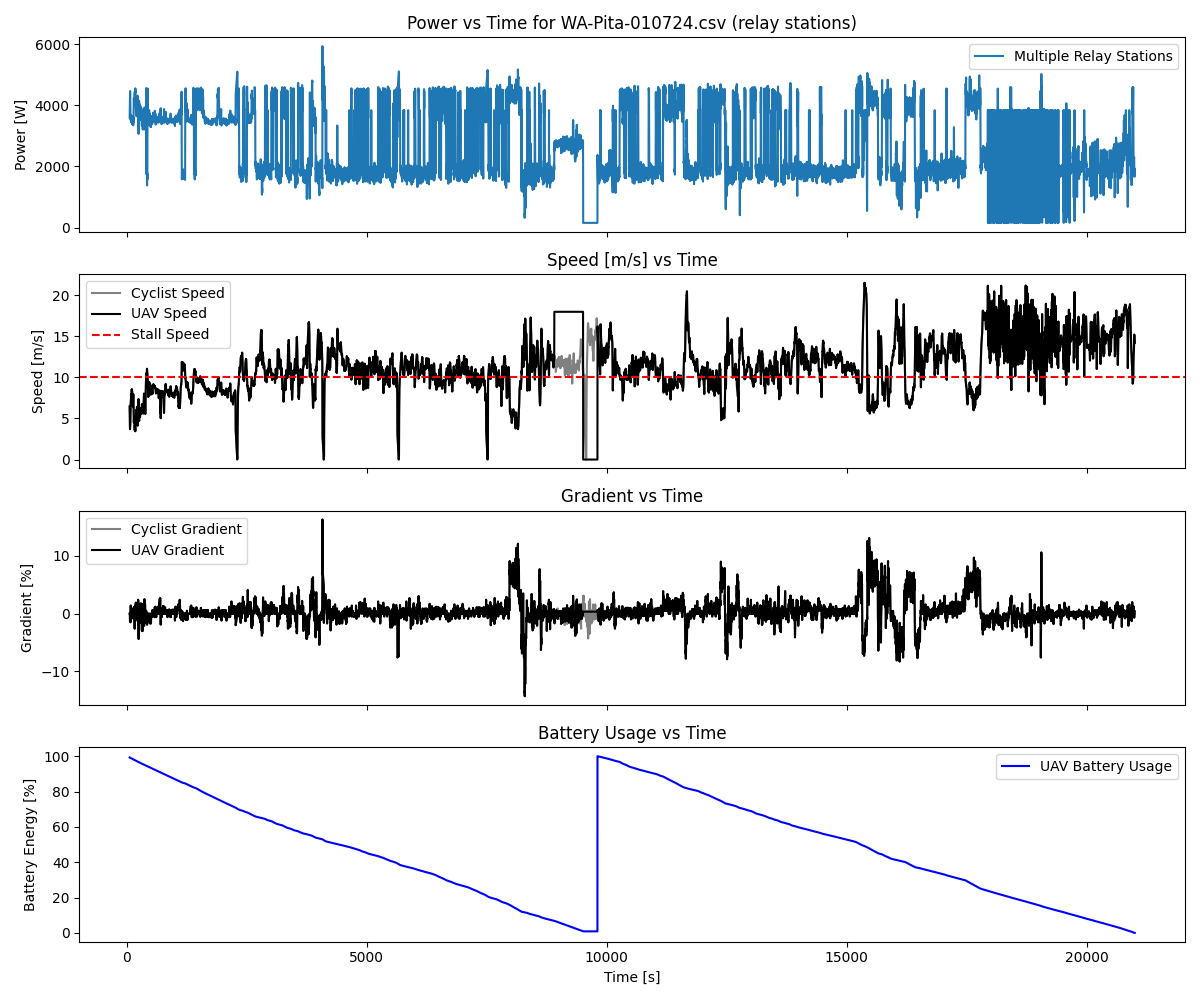 Power vs Time for WA-Pita-010724.csv (relay stations)
6000
4000
2000
0
Power [W]
Multiple Relay Stations
Speed [m/s] vs Time
20
15
10
5
0
Speed [m/s]
Cyclist Speed
UAV Speed
Stall Speed
Gradient vs Time
10
0
−10
Gradient [%]
Cyclist Gradient
UAV Gradient
Battery Usage vs Time
100
80
60
40
20
0
Battery Energy [%]
UAV Battery Usage
0 5000 10000 15000 20000
Time [s]